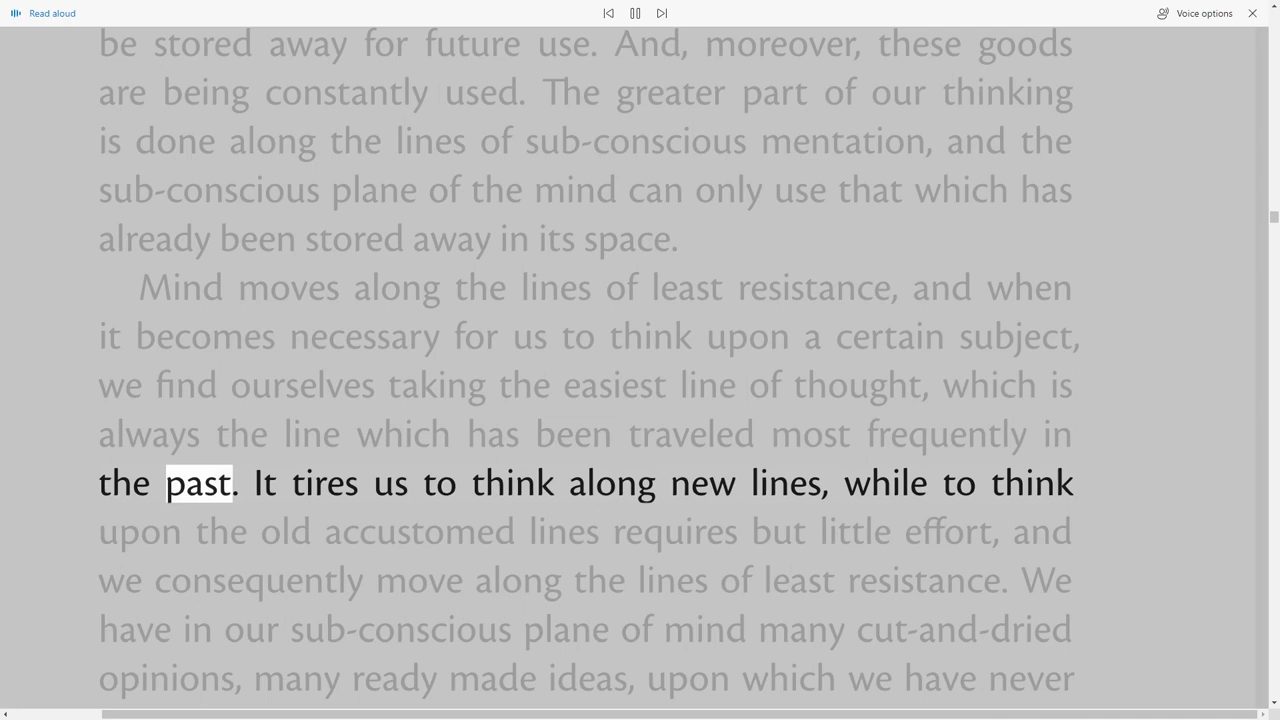 Read aloud
Voice options
be stored away for future use. And, moreover, these goods
are being constantly used. The greater part of our thinking
is done along the lines of sub-conscious mentation, and the
sub-conscious plane of the mind can only use that which has
already been stored away in its space.
Mind moves along the lines of least resistance, and when
it becomes necessary for us to think upon a certain subject,
we find ourselves taking the easiest line of thought, which is
always the line which has been traveled most frequently in
the past. It tires us to think along new lines, while to think
upon the old accustomed lines requires but little effort, and
we consequently move along the lines of least resistance. We
have in our sub-conscious plane of mind many cut-and-dried
opinions, many ready made ideas, upon which we have never